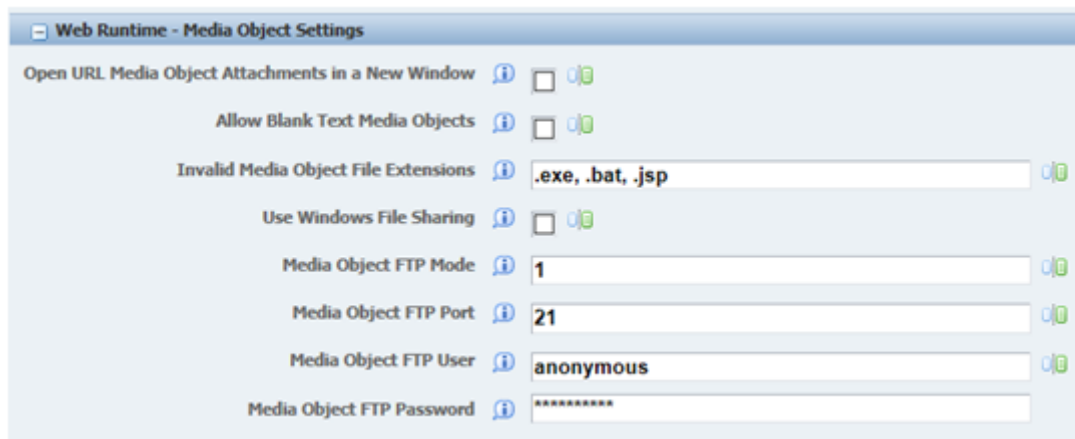 Web Runtime - Media Object Settings
Open URL Media Object Attachments in a New Window
Allow Blank Text Media Objects
Invalid Media Object File Extensions .exe, .bat, .jsp
Use Windows File Sharing
Media Object FTP Mode 1
Media Object FTP Port 21
Media Object FTP User anonymous
Media Object FTP Password **********